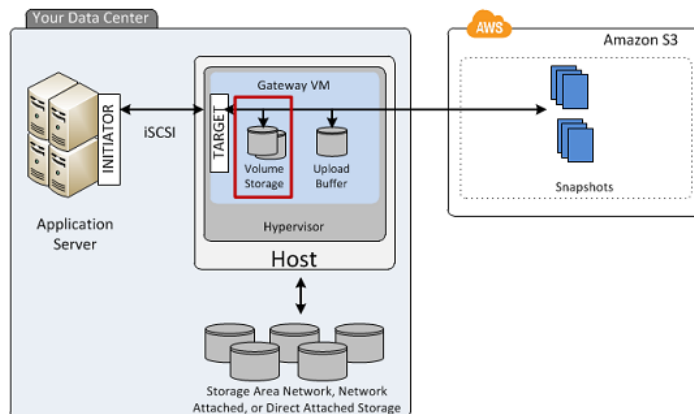 Your Data Center
AWS
Amazon S3
Gateway VM
INITIATOR
iSCSI
TARGET
Volume
Storage
Upload
Buffer
Snapshots
Application
Server
Hypervisor
Host
Storage Area Network, Network
Attached, or Direct Attached Storage